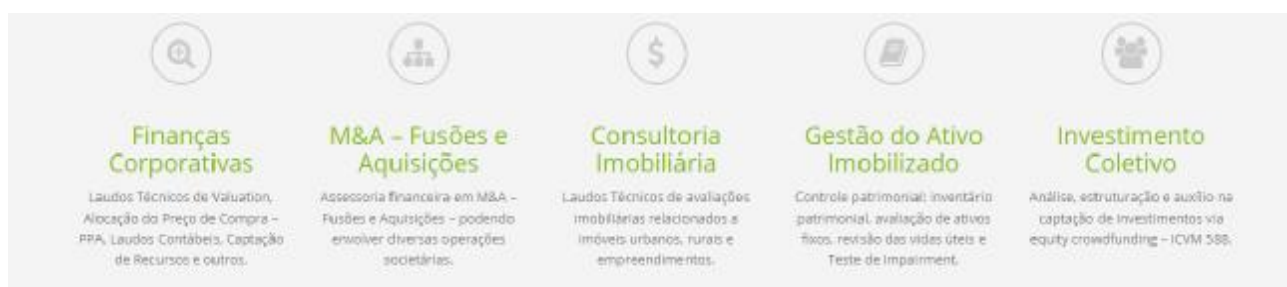 Finanças
Corporativas
Laudos Técnicos de Valuation,
Alocação do Preço de Compra –
PPA, Laudos Contábeis, Captação
de Recursos e outros.
M&A – Fusões e
Aquisições
Assessoria financeira em M&A –
Fusões e Aquisições – podendo
envolver diversas operações
societárias.
Consultoria
Imobiliária
Laudos Técnicos de avaliações
imobiliárias relacionados a
imóveis urbanos, rurais e
empreendimentos.
Gestão do Ativo
Imobilizado
Controle patrimonial; inventário
patrimonial, avaliação de ativos
fixos, revisão das vidas úteis e
Teste de Impairment.
Investimento
Coletivo
Análise, estruturação e auxílio na
captação de investimentos via
equity crowdfunding – ICVM 588.